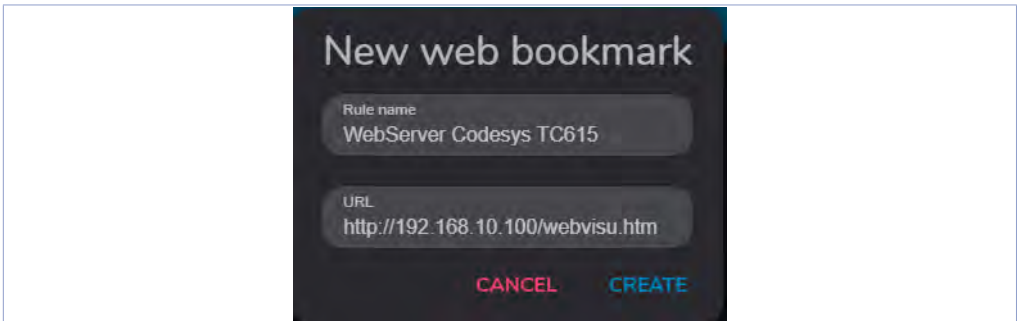 New web bookmark
Rule name
WebServer Codesys TC615
URL
http://192.168.10.100/webvisu.htm
CANCEL CREATE